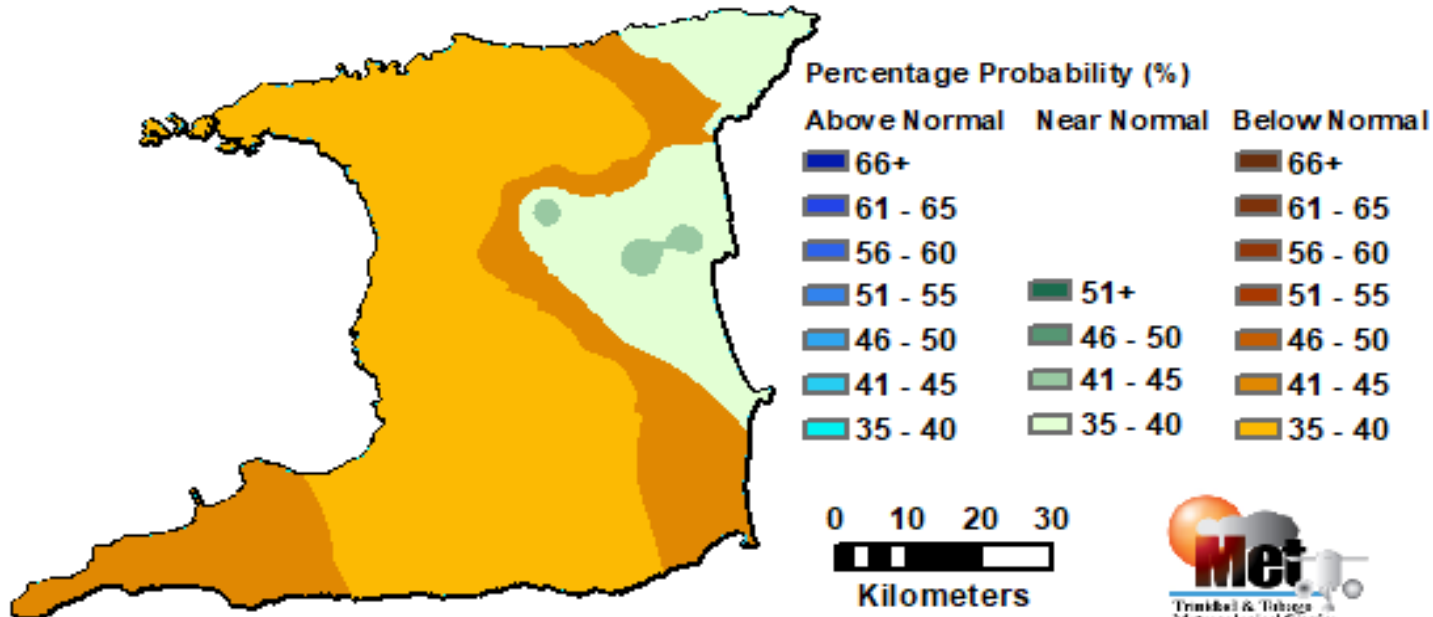 Percentage Probability (%)
Above Normal Near Normal Below Normal
66+ 66+
61 - 65 61 - 65
56 - 60 56 - 60
51 - 55 51+ 51 - 55
46 - 50 46 - 50 46 - 50
41 - 45 41 - 45 41 - 45
35 - 40 35 - 40 35 - 40
0 10 20 30
Kilometers
Met
Trinidad & Tobago